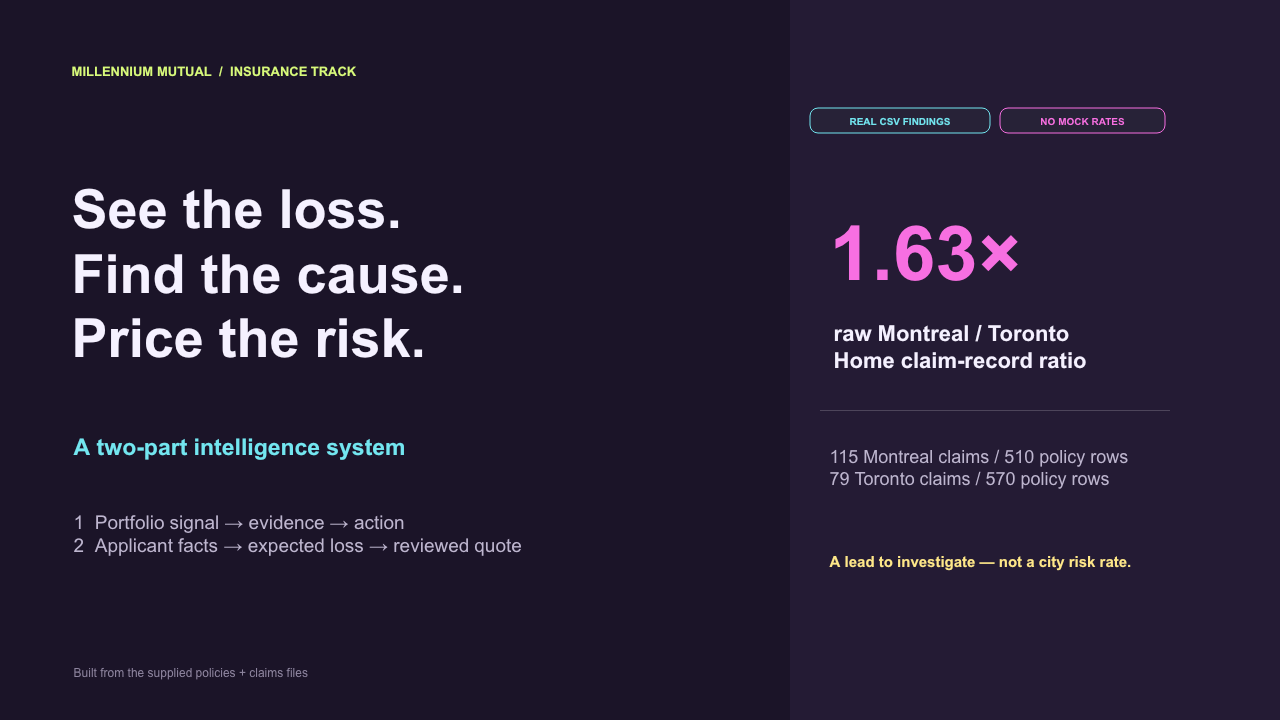 MILLENNIUM MUTUAL / INSURANCE TRACK
See the loss.
Find the cause.
Price the risk.
A two-part intelligence system
1 Portfolio signal → evidence → action
2 Applicant facts → expected loss → reviewed quote
Built from the supplied policies + claims files
REAL CSV FINDINGS
NO MOCK RATES
1.63×
raw Montreal / Toronto
Home claim-record ratio
115 Montreal claims / 510 policy rows
79 Toronto claims / 570 policy rows
A lead to investigate — not a city risk rate.